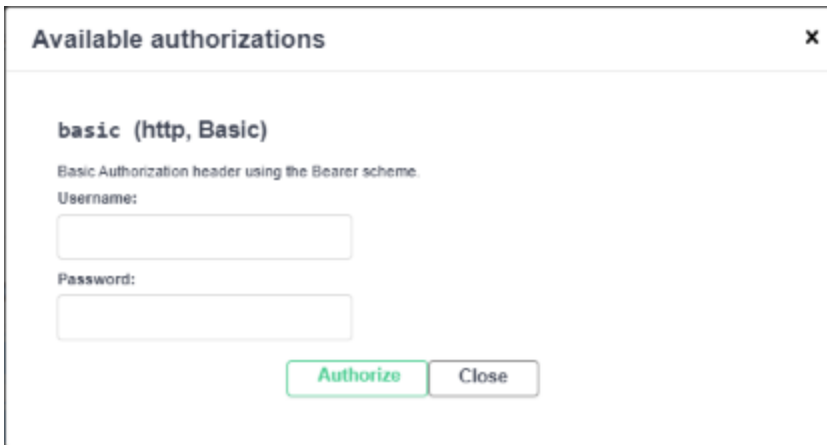 Available authorizations ×
basic (http, Basic)
Basic Authorization header using the Bearer scheme.
Username:
Password:
Authorize Close